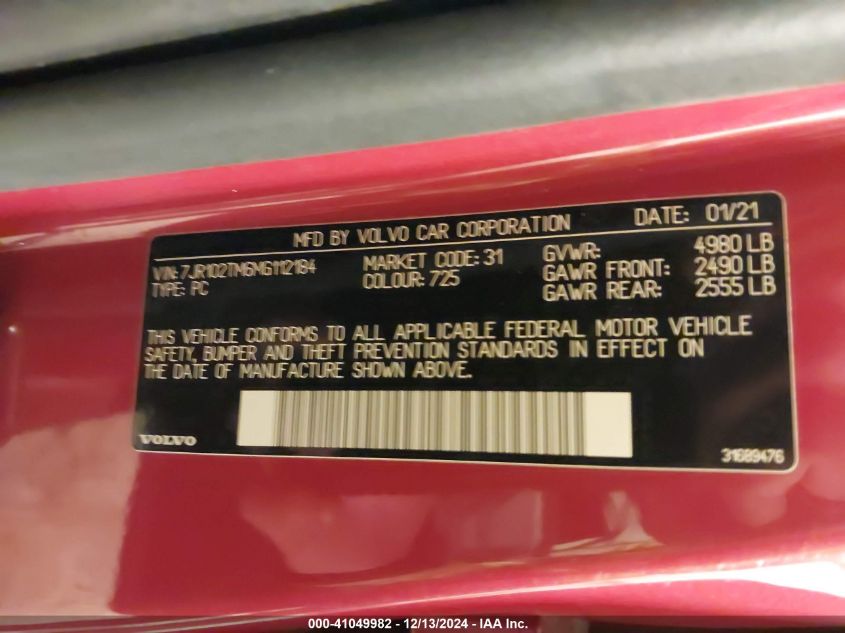 MFD BY VOLVO CAR CORPORATION DATE: 01/21
VIN: 7JR102TM6MG112184 MARKET CODE: 31 GVWR: 4980 LB
TYPE: PC COLOUR: 725 GAWR FRONT: 2490 LB
GAWR REAR: 2555 LB
THIS VEHICLE CONFORMS TO ALL APPLICABLE FEDERAL MOTOR VEHICLE
SAFETY, BUMPER AND THEFT PREVENTION STANDARDS IN EFFECT ON
THE DATE OF MANUFACTURE SHOWN ABOVE.
VOLVO 31689476
000-41049982 - 12/13/2024 - IAA Inc.